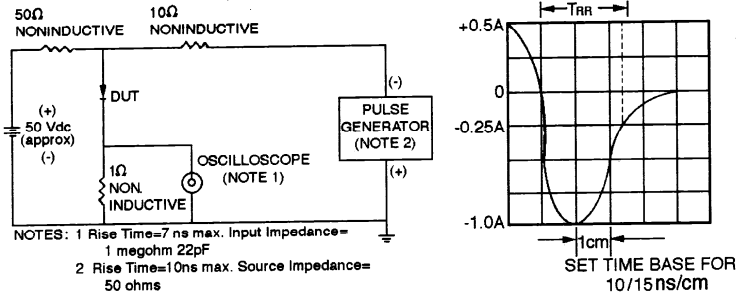 50Ω
NONINDUCTIVE
10Ω
NONINDUCTIVE
DUT
(+)
50 Vdc
(approx)
(-)
1Ω
NON.
INDUCTIVE
OSCILLOSCOPE
(NOTE 1)
(-)
PULSE
GENERATOR
(NOTE 2)
(+)
NOTES: 1 Rise Time=7 ns max. Input Impedance=
1 megohm 22pF
2 Rise Time=10ns max. Source Impedance=
50 ohms
TRR
+0.5A
0
-0.25A
-1.0A
1cm
SET TIME BASE FOR
10/15ns/cm